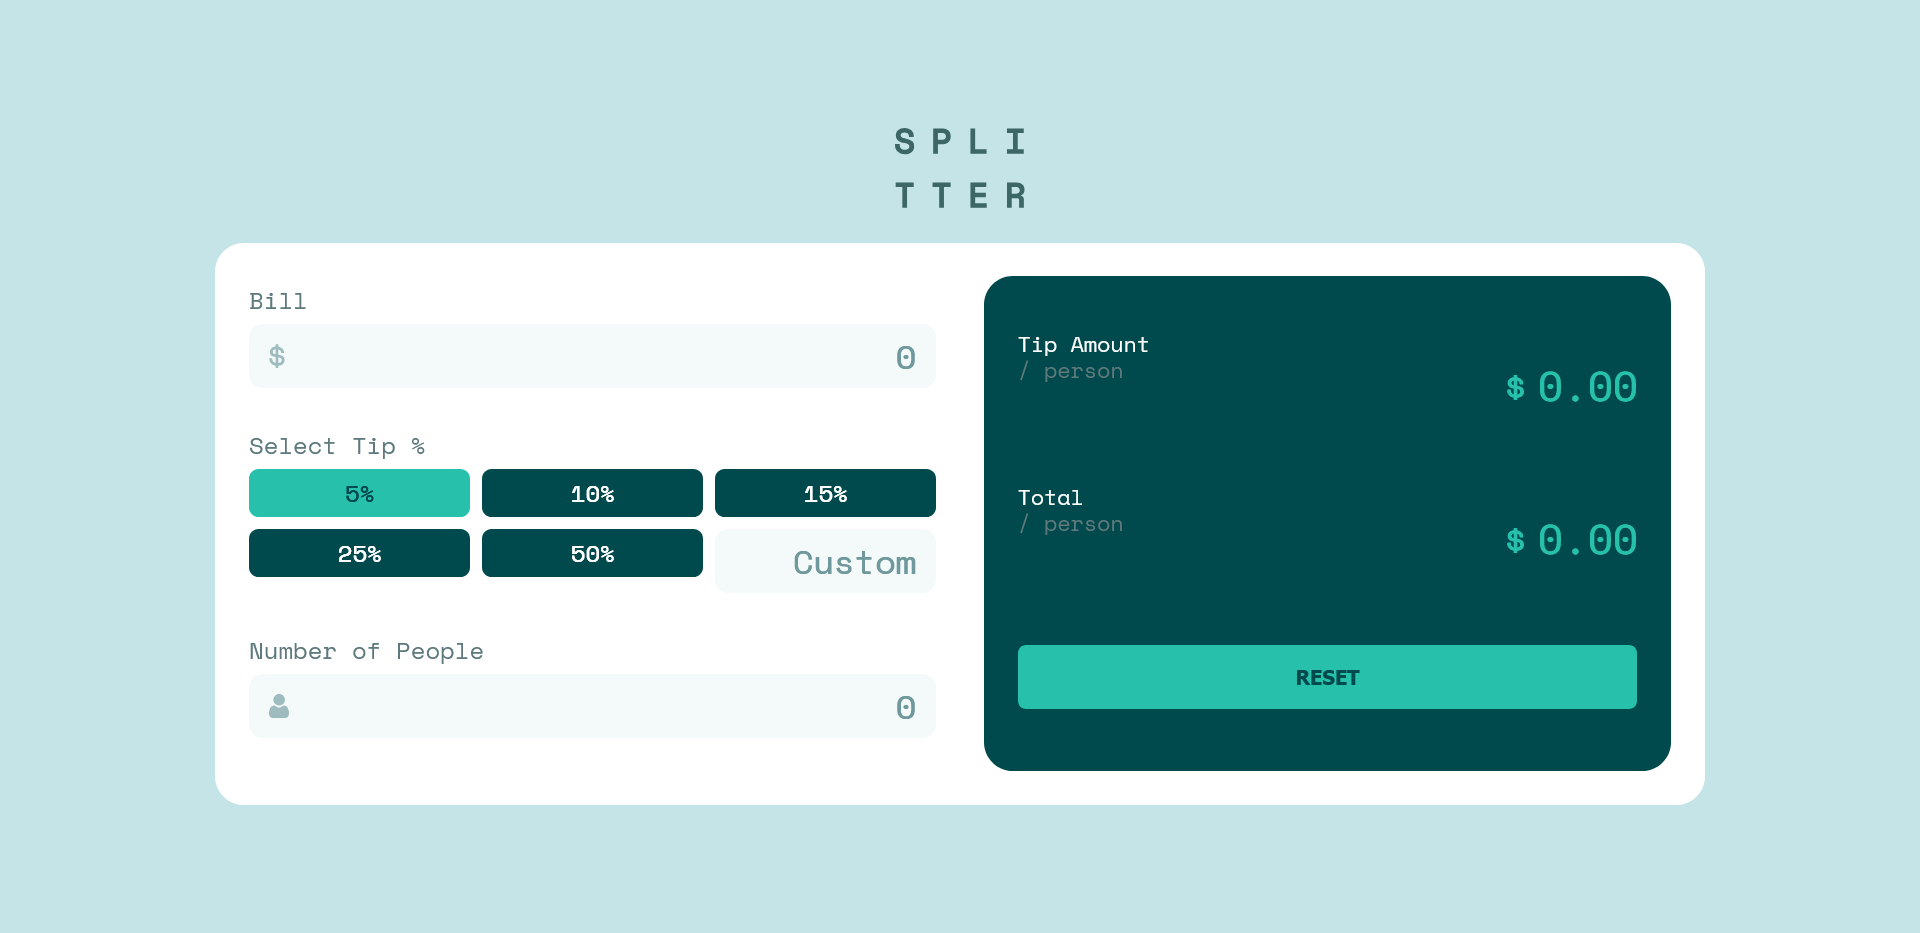 SPLI
TTER
Bill
$ 0
Select Tip %
5% 10% 15%
25% 50% Custom
Number of People
0
Tip Amount
/ person
$ 0.00
Total
/ person
$ 0.00
RESET